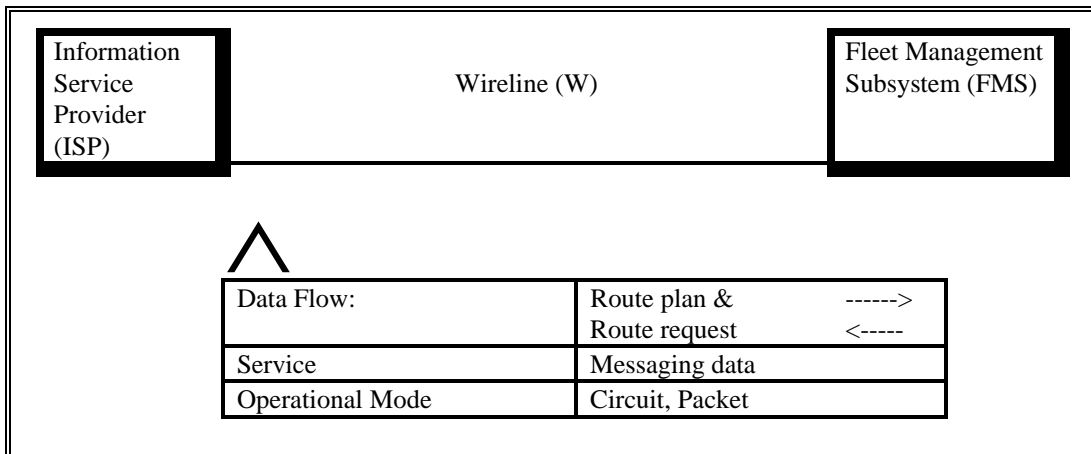 Information
Service
Provider
(ISP)
Wireline (W)
Fleet Management
Subsystem (FMS)
Data Flow: Route plan & ------>
Route request <-----
Service Messaging data
Operational Mode Circuit, Packet